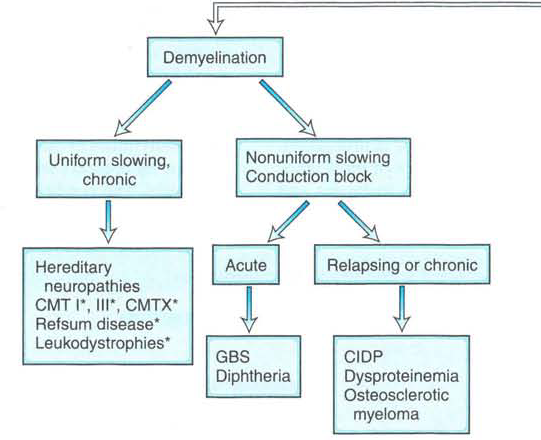 Demyelination
Uniform slowing,
chronic
Nonuniform slowing
Conduction block
Hereditary
neuropathies
CMT I*, III*, CMTX*
Refsum disease*
Leukodystrophies*
Acute
Relapsing or chronic
GBS
Diphtheria
CIDP
Dysproteinemia
Osteosclerotic
myeloma